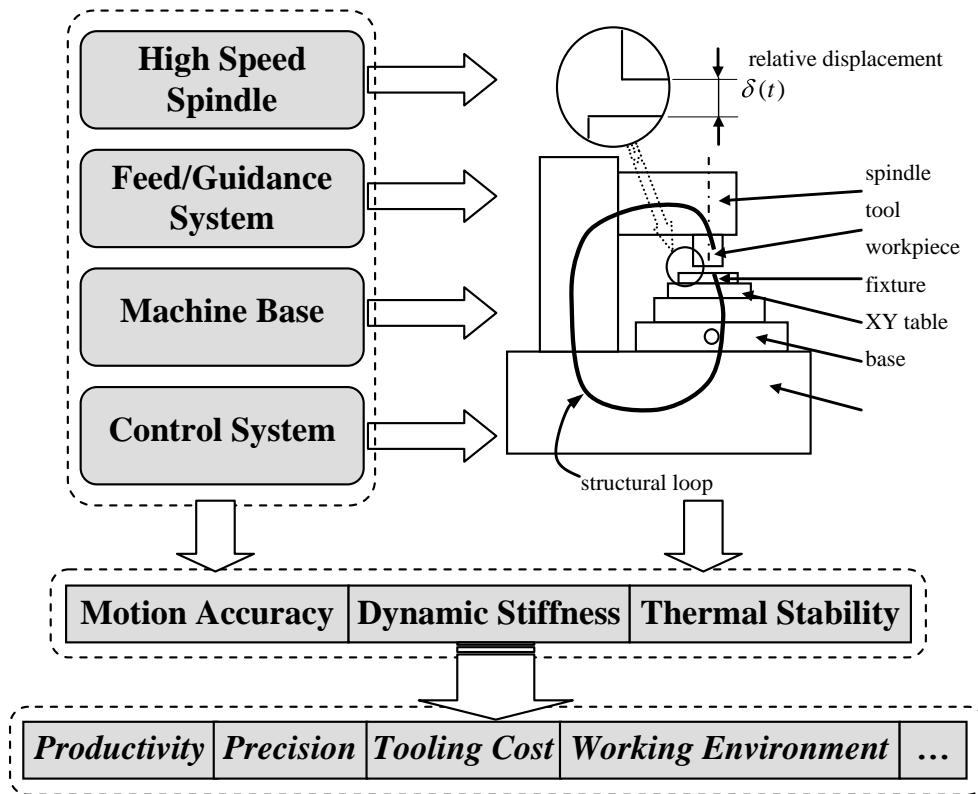 High Speed
Spindle
Feed/Guidance
System
Machine Base
Control System
relative displacement
δ(t)
spindle
tool
workpiece
fixture
XY table
base
structural loop
Motion Accuracy
Dynamic Stiffness
Thermal Stability
Productivity
Precision
Tooling Cost
Working Environment
…